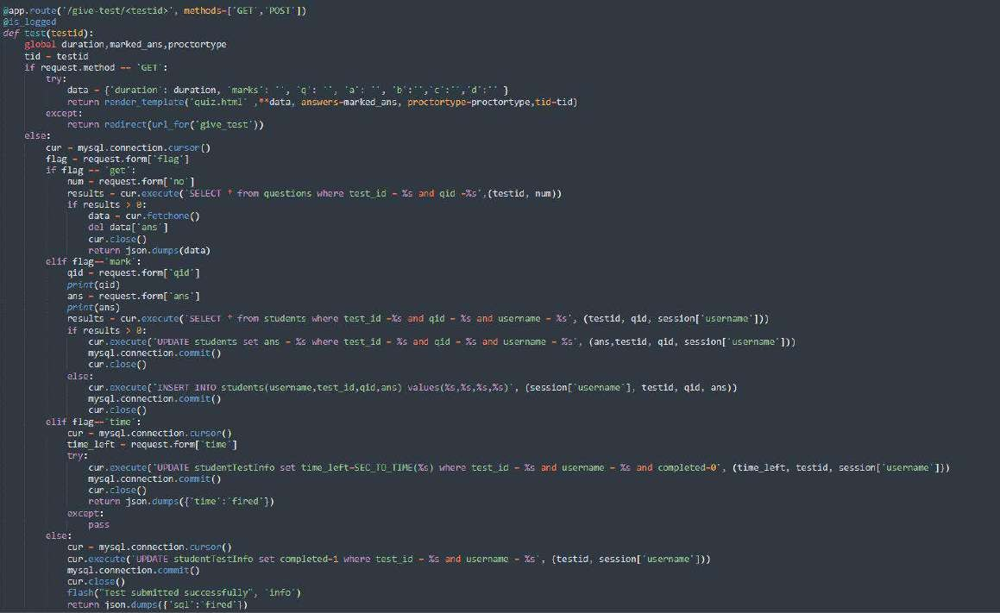 @app.route('/give-test/<testid>', methods=['GET','POST'])
@is_logged
def test(testid):
    global duration,marked_ans,proctortype
    tid = testid
    if request.method == 'GET':
        try:
            data = {'duration': duration, 'marks': '', 'q': '', 'a': '', 'b':'','c':'','d':'' }
            return render_template('quiz.html' ,**data, answers=marked_ans, proctortype=proctortype,tid=tid)
        except:
            return redirect(url_for('give_test'))
    else:
        cur = mysql.connection.cursor()
        flag = request.form['flag']
        if flag == 'get':
            num = request.form['no']
            results = cur.execute('SELECT * from questions where test_id = %s and qid =%s',(testid, num))
            if results > 0:
                data = cur.fetchone()
                del data['ans']
                cur.close()
                return json.dumps(data)
        elif flag=='mark':
            qid = request.form['qid']
            print(qid)
            ans = request.form['ans']
            print(ans)
            results = cur.execute('SELECT * from students where test_id =%s and qid = %s and username = %s', (testid, qid, session['username']))
            if results > 0:
                cur.execute('UPDATE students set ans = %s where test_id = %s and qid = %s and username = %s', (ans,testid, qid, session['username']))
                mysql.connection.commit()
                cur.close()
            else:
                cur.execute('INSERT INTO students(username,test_id,qid,ans) values(%s,%s,%s,%s)', (session['username'], testid, qid, ans))
                mysql.connection.commit()
                cur.close()
        elif flag=='time':
            cur = mysql.connection.cursor()
            time_left = request.form['time']
            try:
                cur.execute('UPDATE studentTestInfo set time_left=SEC_TO_TIME(%s) where test_id = %s and username = %s and completed=0', (time_left, testid, session['username']))
                mysql.connection.commit()
                cur.close()
                return json.dumps({'time':'fired'})
            except:
                pass
        else:
            cur = mysql.connection.cursor()
            cur.execute('UPDATE studentTestInfo set completed=1 where test_id = %s and username = %s', (testid, session['username']))
            mysql.connection.commit()
            cur.close()
            flash("Test submitted successfully", 'info')
            return json.dumps({'sql':'fired'})